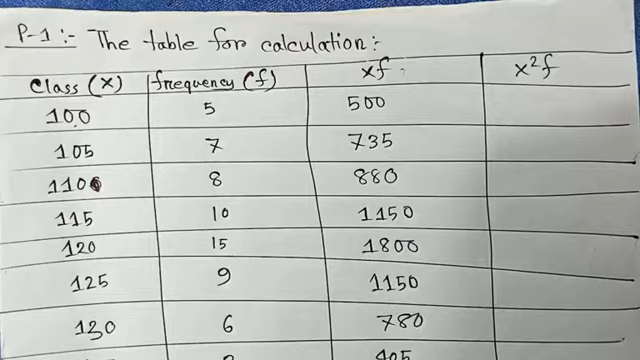 P-1:- The table for calculation:-
Class (X) frequency (f) xf x²f
100 5 500
105 7 735
110 8 880
115 10 1150
120 15 1800
125 9 1150
130 6 780
405